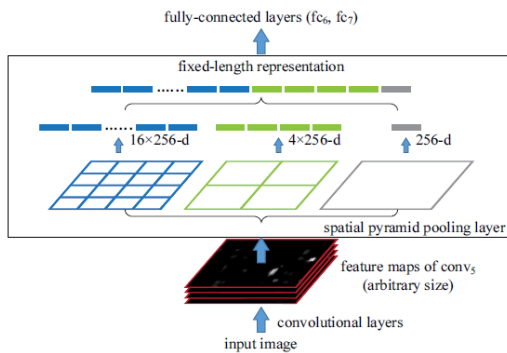 fully-connected layers (fc₆, fc₇)
fixed-length representation
......
......
16×256-d
4×256-d
256-d
spatial pyramid pooling layer
feature maps of conv₅
(arbitrary size)
convolutional layers
input image